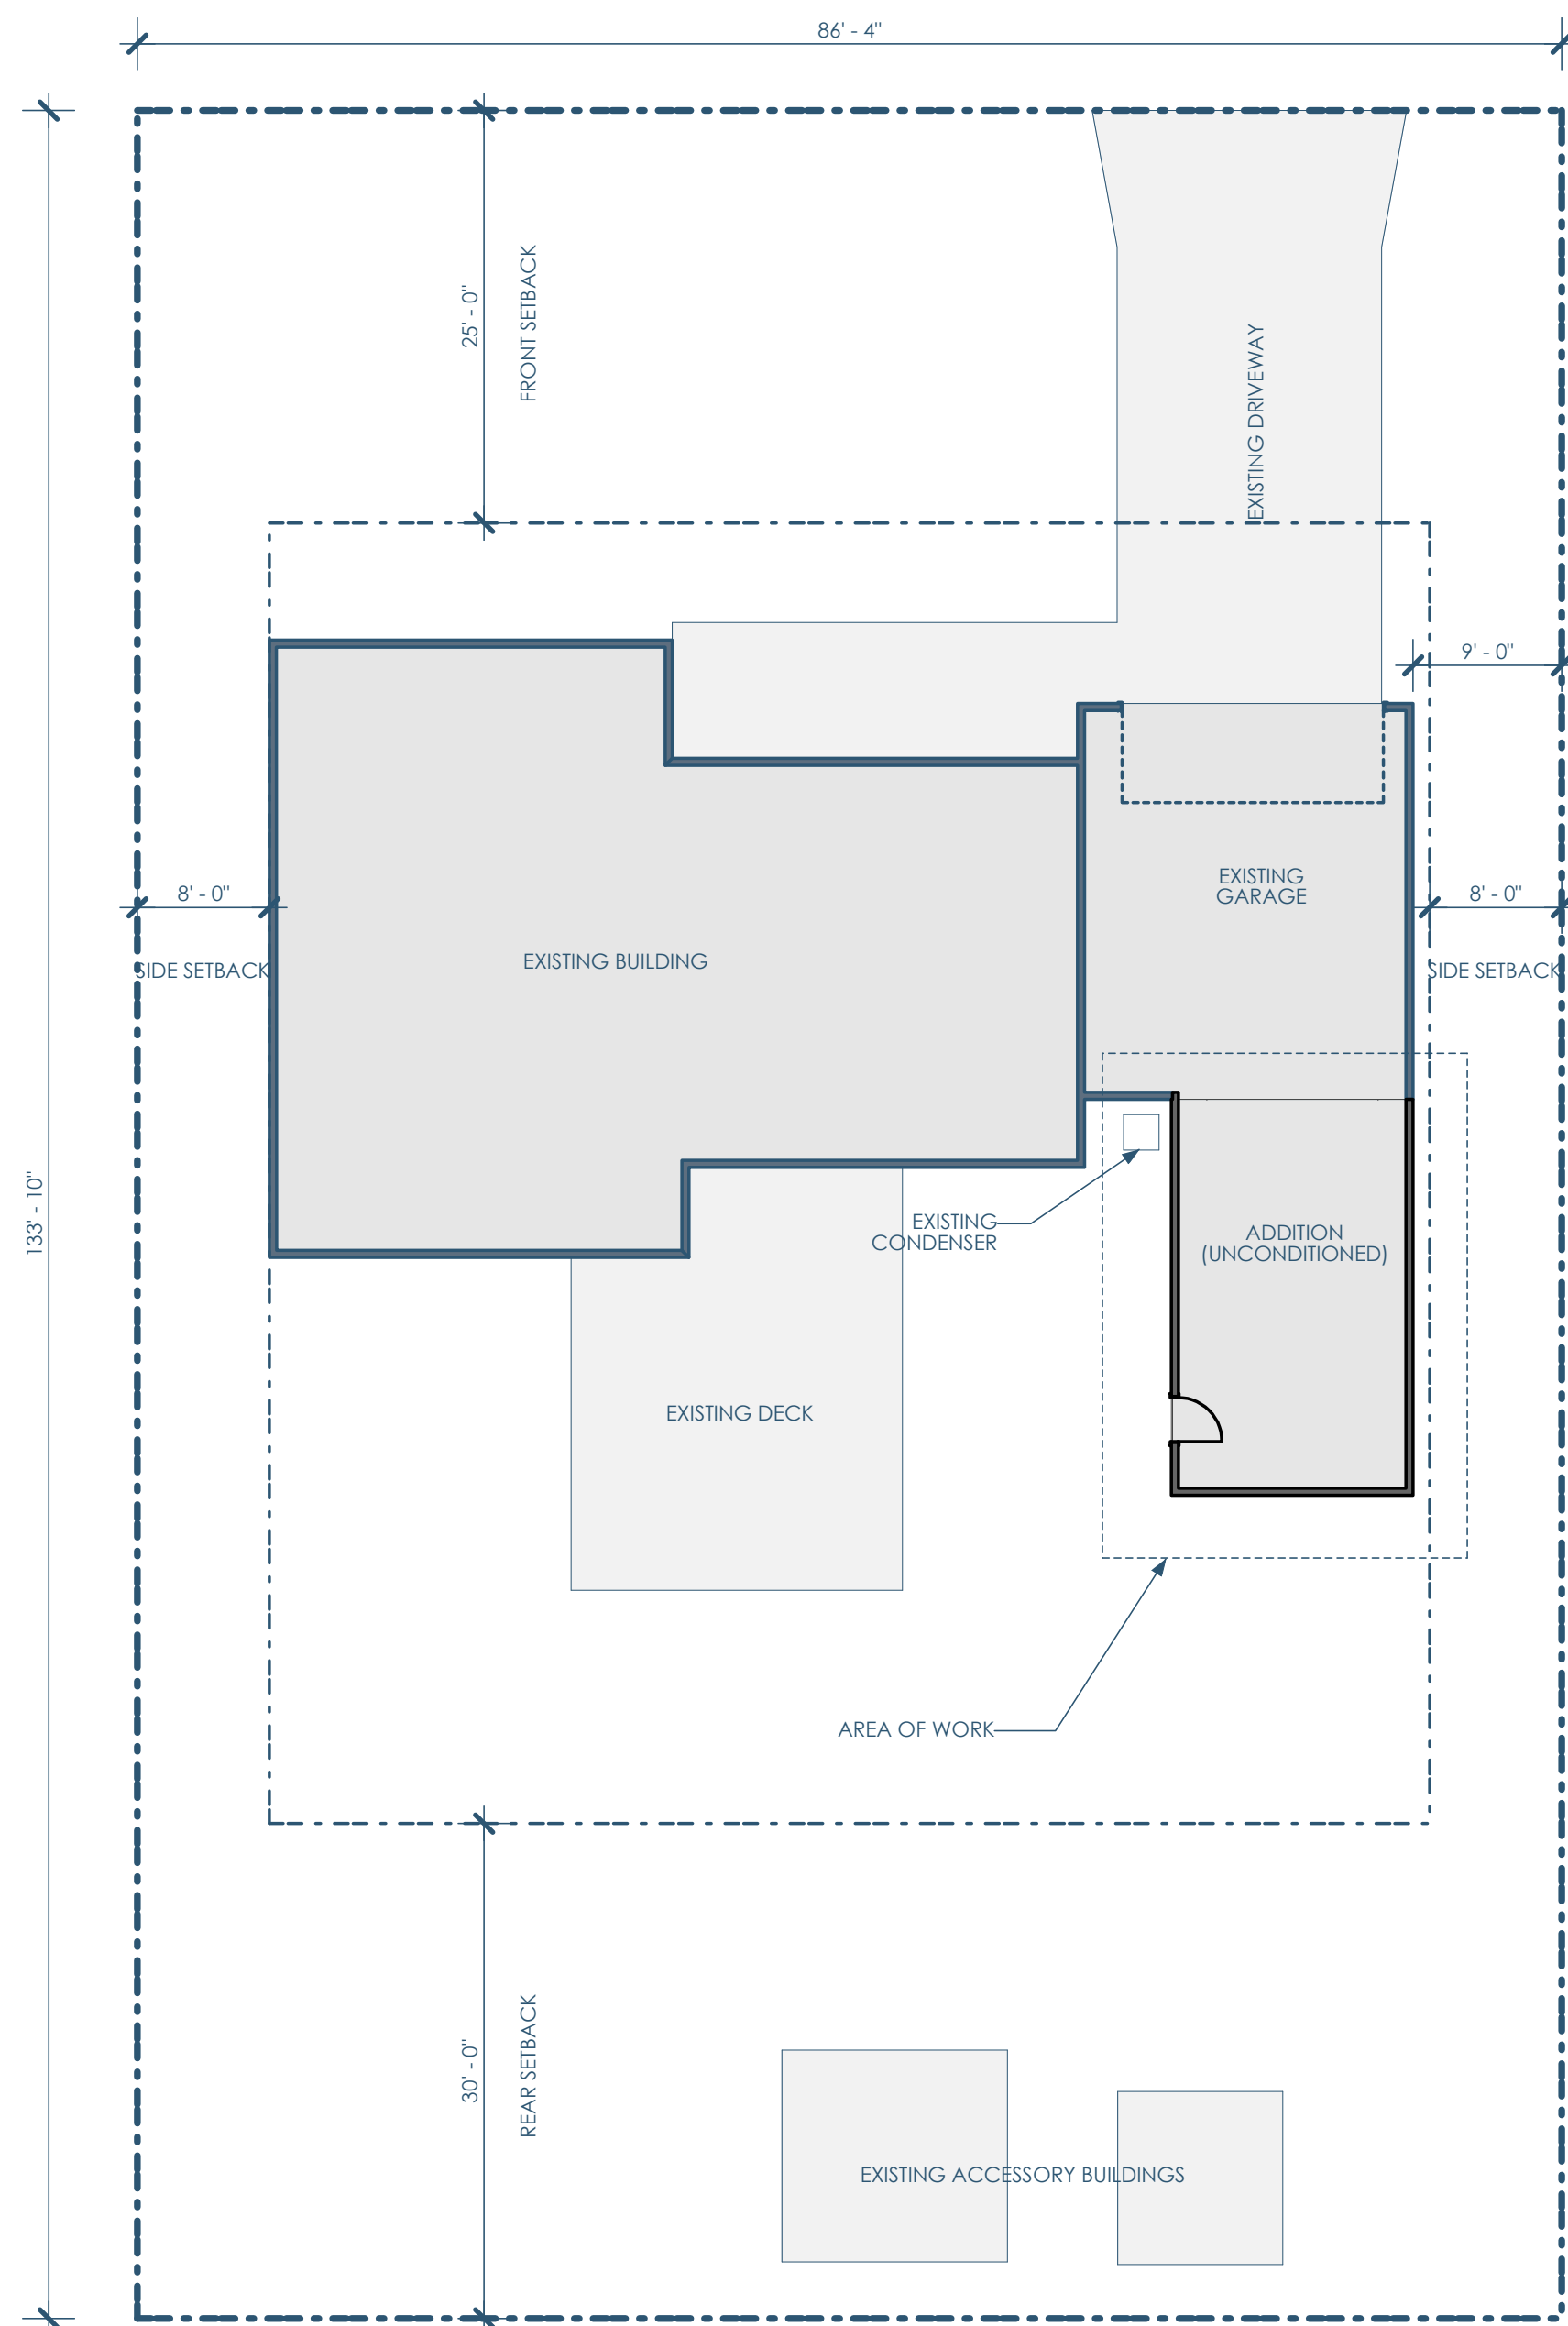 86' - 4"
25' - 0"
FRONT SETBACK
EXISTING DRIVEWAY
9' - 0"
EXISTING
GARAGE
8' - 0"
8' - 0"
EXISTING BUILDING
SIDE SETBACK
SIDE SETBACK
133' - 10"
EXISTING
CONDENSER
ADDITION
(UNCONDITIONED)
EXISTING DECK
AREA OF WORK
30' - 0"
REAR SETBACK
EXISTING ACCESSORY BUILDINGS